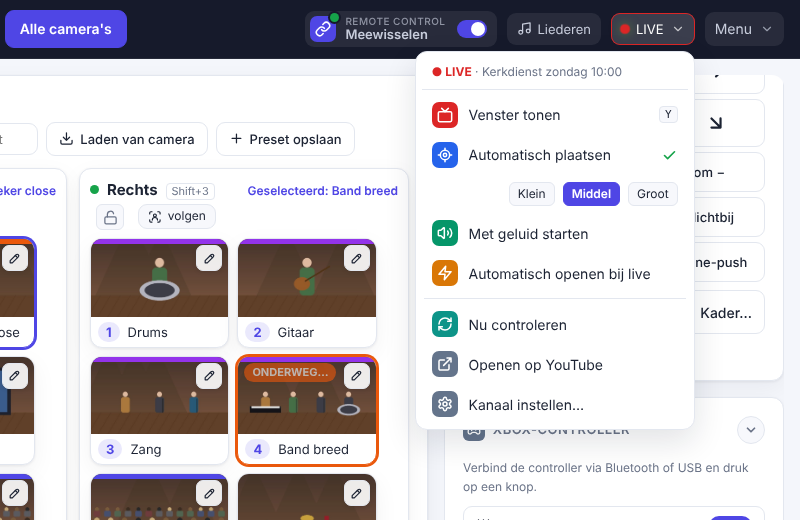 Alle camera's
REMOTE CONTROL
Meewisselen
Liederen
LIVE
Menu
LIVE · Kerkdienst zondag 10:00
Venster tonen
Y
Automatisch plaatsen
Klein
Middel
Groot
Met geluid starten
Automatisch openen bij live
Nu controleren
Openen op YouTube
Kanaal instellen...
t
Laden van camera
Preset opslaan
eker close
Rechts
Shift+3
Geselecteerd: Band breed
volgen
ose
1 Drums
2 Gitaar
ONDERWEG...
3 Zang
4 Band breed
om –
lichtbij
ne-push
Kader...
XBOX-CONTROLLER
Verbind de controller via Bluetooth of USB en druk
op een knop.